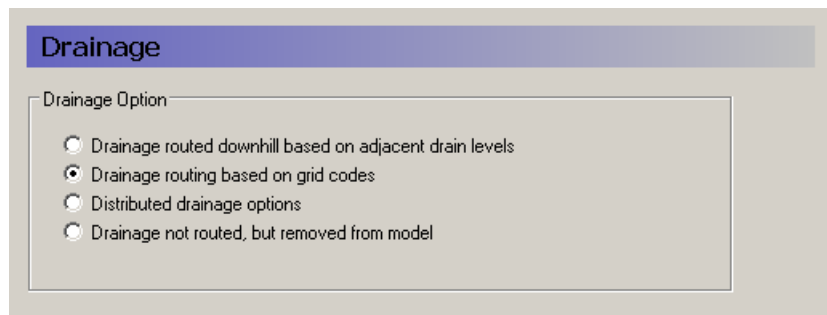 Drainage
Drainage Option
Drainage routed downhill based on adjacent drain levels
Drainage routing based on grid codes
Distributed drainage options
Drainage not routed, but removed from model